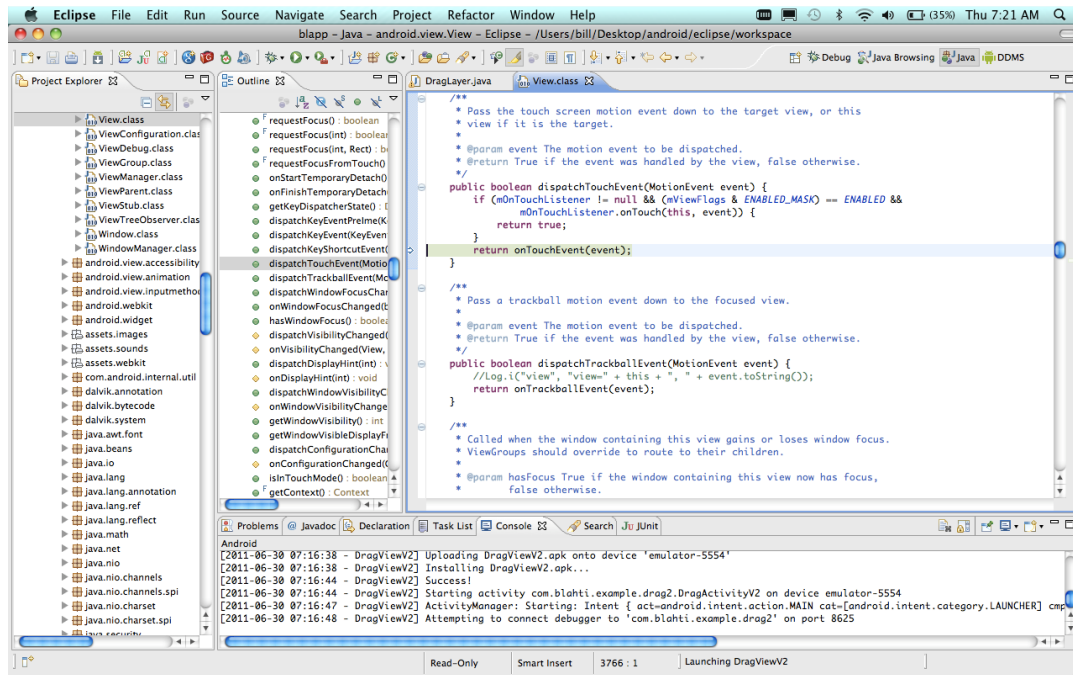 Eclipse File Edit Run Source Navigate Search Project Refactor Window Help (35%) Thu 7:21 AM
blapp – Java – android.view.View – Eclipse – /Users/bill/Desktop/android/eclipse/workspace
Debug Java Browsing Java DDMS
Project Explorer
View.class
ViewConfiguration.clas
ViewDebug.class
ViewGroup.class
ViewManager.class
ViewParent.class
ViewStub.class
ViewTreeObserver.clas
Window.class
WindowManager.class
android.view.accessibility
android.view.animation
android.view.inputmetho
android.webkit
android.widget
assets.images
assets.sounds
assets.webkit
com.android.internal.util
dalvik.annotation
dalvik.bytecode
dalvik.system
java.awt.font
java.beans
java.io
java.lang
java.lang.annotation
java.lang.ref
java.lang.reflect
java.math
java.net
java.nio
java.nio.channels
java.nio.channels.spi
java.nio.charset
java.nio.charset.spi
java.security
Outline
requestFocus() : boolean
requestFocus(int) : boolear
requestFocus(int, Rect) : b
requestFocusFromTouch()
onStartTemporaryDetach()
onFinishTemporaryDetach
getKeyDispatcherState() :
dispatchKeyEventPreIme(K
dispatchKeyEvent(KeyEven
dispatchKeyShortcutEvent(
dispatchTouchEvent(Motio
dispatchTrackballEvent(Mc
dispatchWindowFocusChar
onWindowFocusChanged(b
hasWindowFocus() : boolea
dispatchVisibilityChanged(
onVisibilityChanged(View,
dispatchDisplayHint(int) :
onDisplayHint(int) : void
dispatchWindowVisibilityC
onWindowVisibilityChange
getWindowVisibility() : int
getWindowVisibleDisplayFr
dispatchConfigurationChar
onConfigurationChanged(C
isInTouchMode() : boolean
getContext() : Context
DragLayer.java View.class
/**
* Pass the touch screen motion event down to the target view, or this
* view if it is the target.
*
* @param event The motion event to be dispatched.
* @return True if the event was handled by the view, false otherwise.
*/
public boolean dispatchTouchEvent(MotionEvent event) {
if (mOnTouchListener != null && (mViewFlags & ENABLED_MASK) == ENABLED &&
mOnTouchListener.onTouch(this, event)) {
return true;
}
return onTouchEvent(event);
}
/**
* Pass a trackball motion event down to the focused view.
*
* @param event The motion event to be dispatched.
* @return True if the event was handled by the view, false otherwise.
*/
public boolean dispatchTrackballEvent(MotionEvent event) {
//Log.i("view", "view=" + this + ", " + event.toString());
return onTrackballEvent(event);
}
/**
* Called when the window containing this view gains or loses window focus.
* ViewGroups should override to route to their children.
*
* @param hasFocus True if the window containing this view now has focus,
* false otherwise.
Problems Javadoc Declaration Task List Console Search JUnit
Android
[2011-06-30 07:16:38 - DragViewV2] Uploading DragViewV2.apk onto device 'emulator-5554'
[2011-06-30 07:16:38 - DragViewV2] Installing DragViewV2.apk...
[2011-06-30 07:16:44 - DragViewV2] Success!
[2011-06-30 07:16:44 - DragViewV2] Starting activity com.blahti.example.drag2.DragActivityV2 on device emulator-5554
[2011-06-30 07:16:47 - DragViewV2] ActivityManager: Starting: Intent { act=android.intent.action.MAIN cat=[android.intent.category.LAUNCHER] cmp
[2011-06-30 07:16:48 - DragViewV2] Attempting to connect debugger to 'com.blahti.example.drag2' on port 8625
Read-Only Smart Insert 3766 : 1 Launching DragViewV2